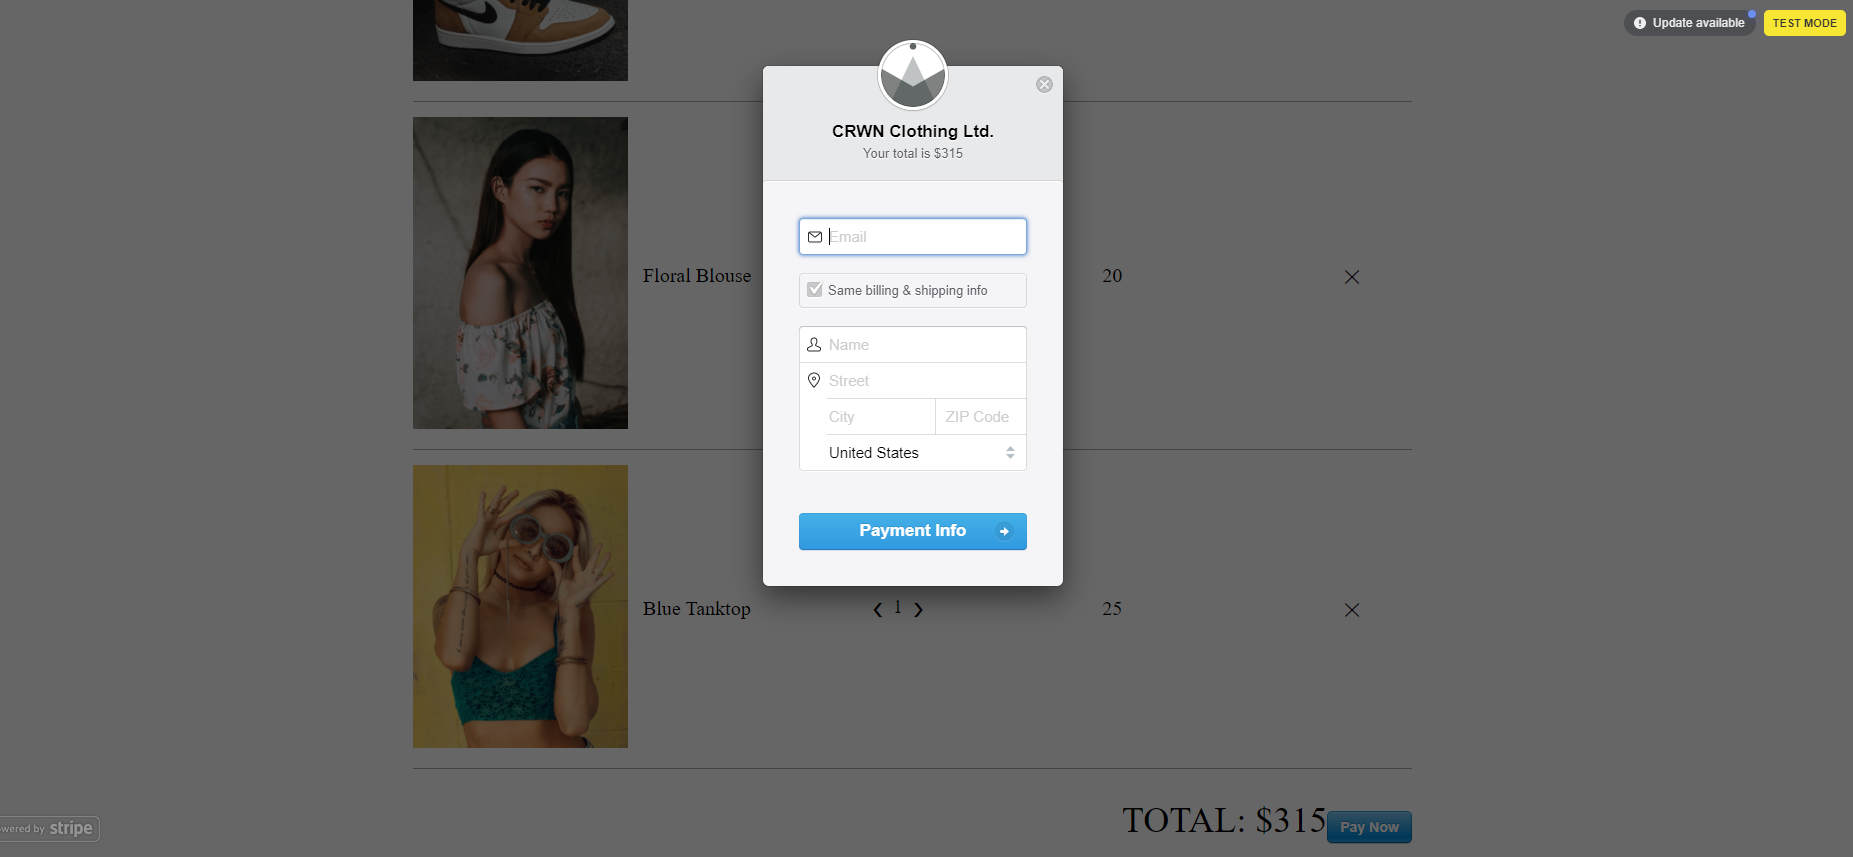 Update available
TEST MODE
CRWN Clothing Ltd.
Your total is $315
Email
Same billing & shipping info
Floral Blouse
20
Name
Street
City
ZIP Code
United States
Payment Info
Blue Tanktop
1
25
TOTAL: $315
Pay Now
owered by stripe